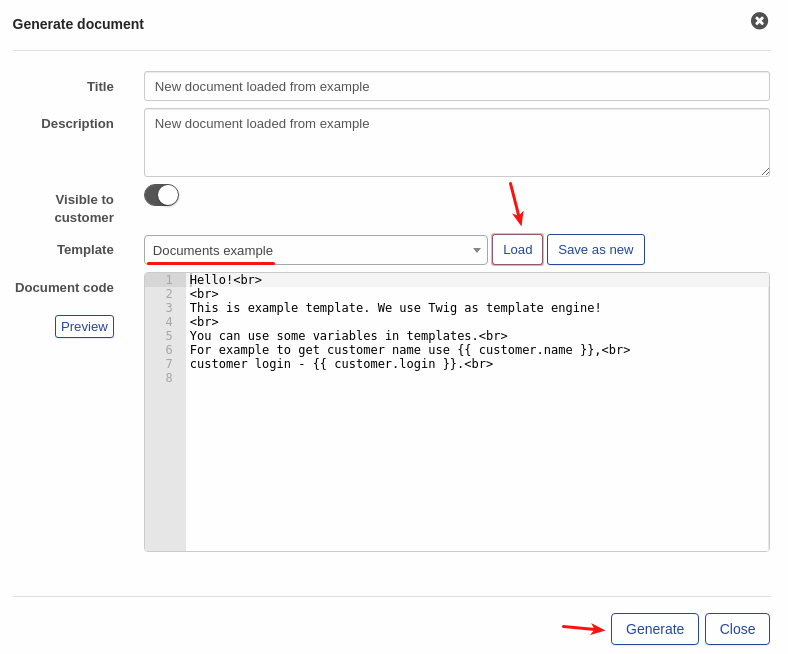 Generate document
Title
New document loaded from example
Description
New document loaded from example
Visible to
customer
Template
Documents example
Load
Save as new
Document code
Preview
1 Hello!<br>
2 <br>
3 This is example template. We use Twig as template engine!
4 <br>
5 You can use some variables in templates.<br>
6 For example to get customer name use {{ customer.name }},<br>
7 customer login - {{ customer.login }}.<br>
8
Generate
Close